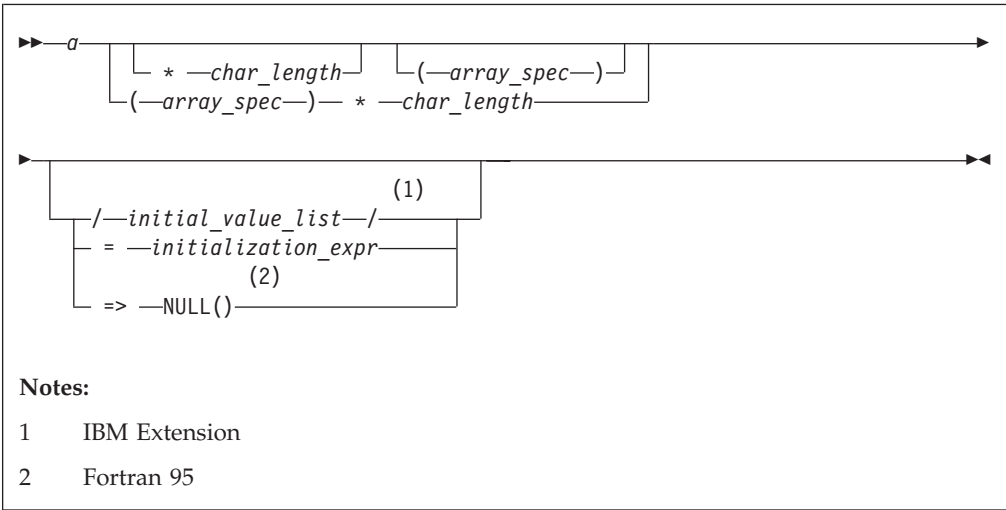 a * char_length (array_spec)
(array_spec) * char_length
(1)
/initial_value_list/
= initialization_expr
(2)
=> NULL()
Notes:
1 IBM Extension
2 Fortran 95